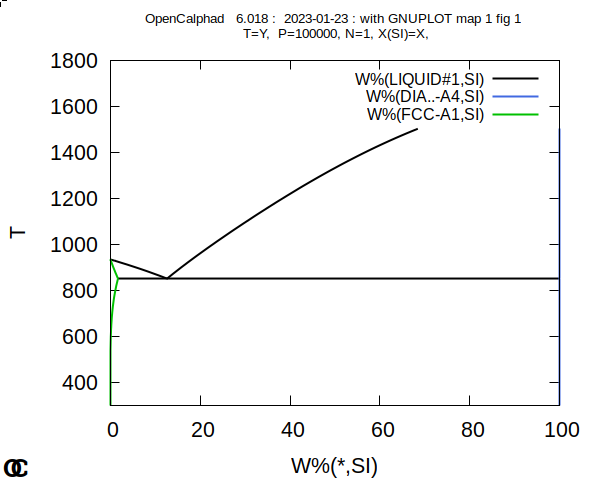 OpenCalphad 6.018 : 2023-01-23 : with GNUPLOT map 1 fig 1
T=Y, P=100000, N=1, X(SI)=X,
W%(LIQUID#1,SI)
W%(DIA..-A4,SI)
W%(FCC-A1,SI)
1800
1600
1400
1200
1000
800
600
400
T
0 20 40 60 80 100
W%(*,SI)
OC